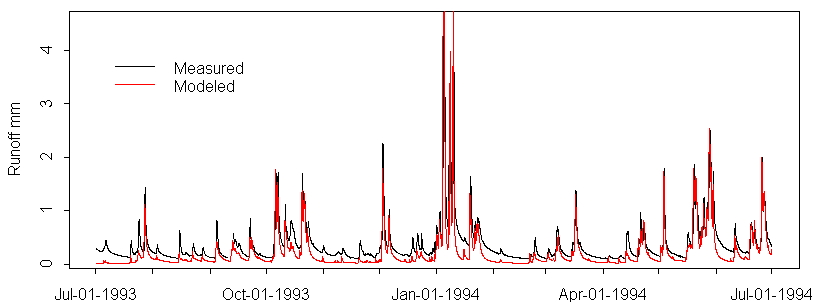 4
3
2
1
0
Runoff mm
Measured
Modeled
Jul-01-1993 Oct-01-1993 Jan-01-1994 Apr-01-1994 Jul-01-1994